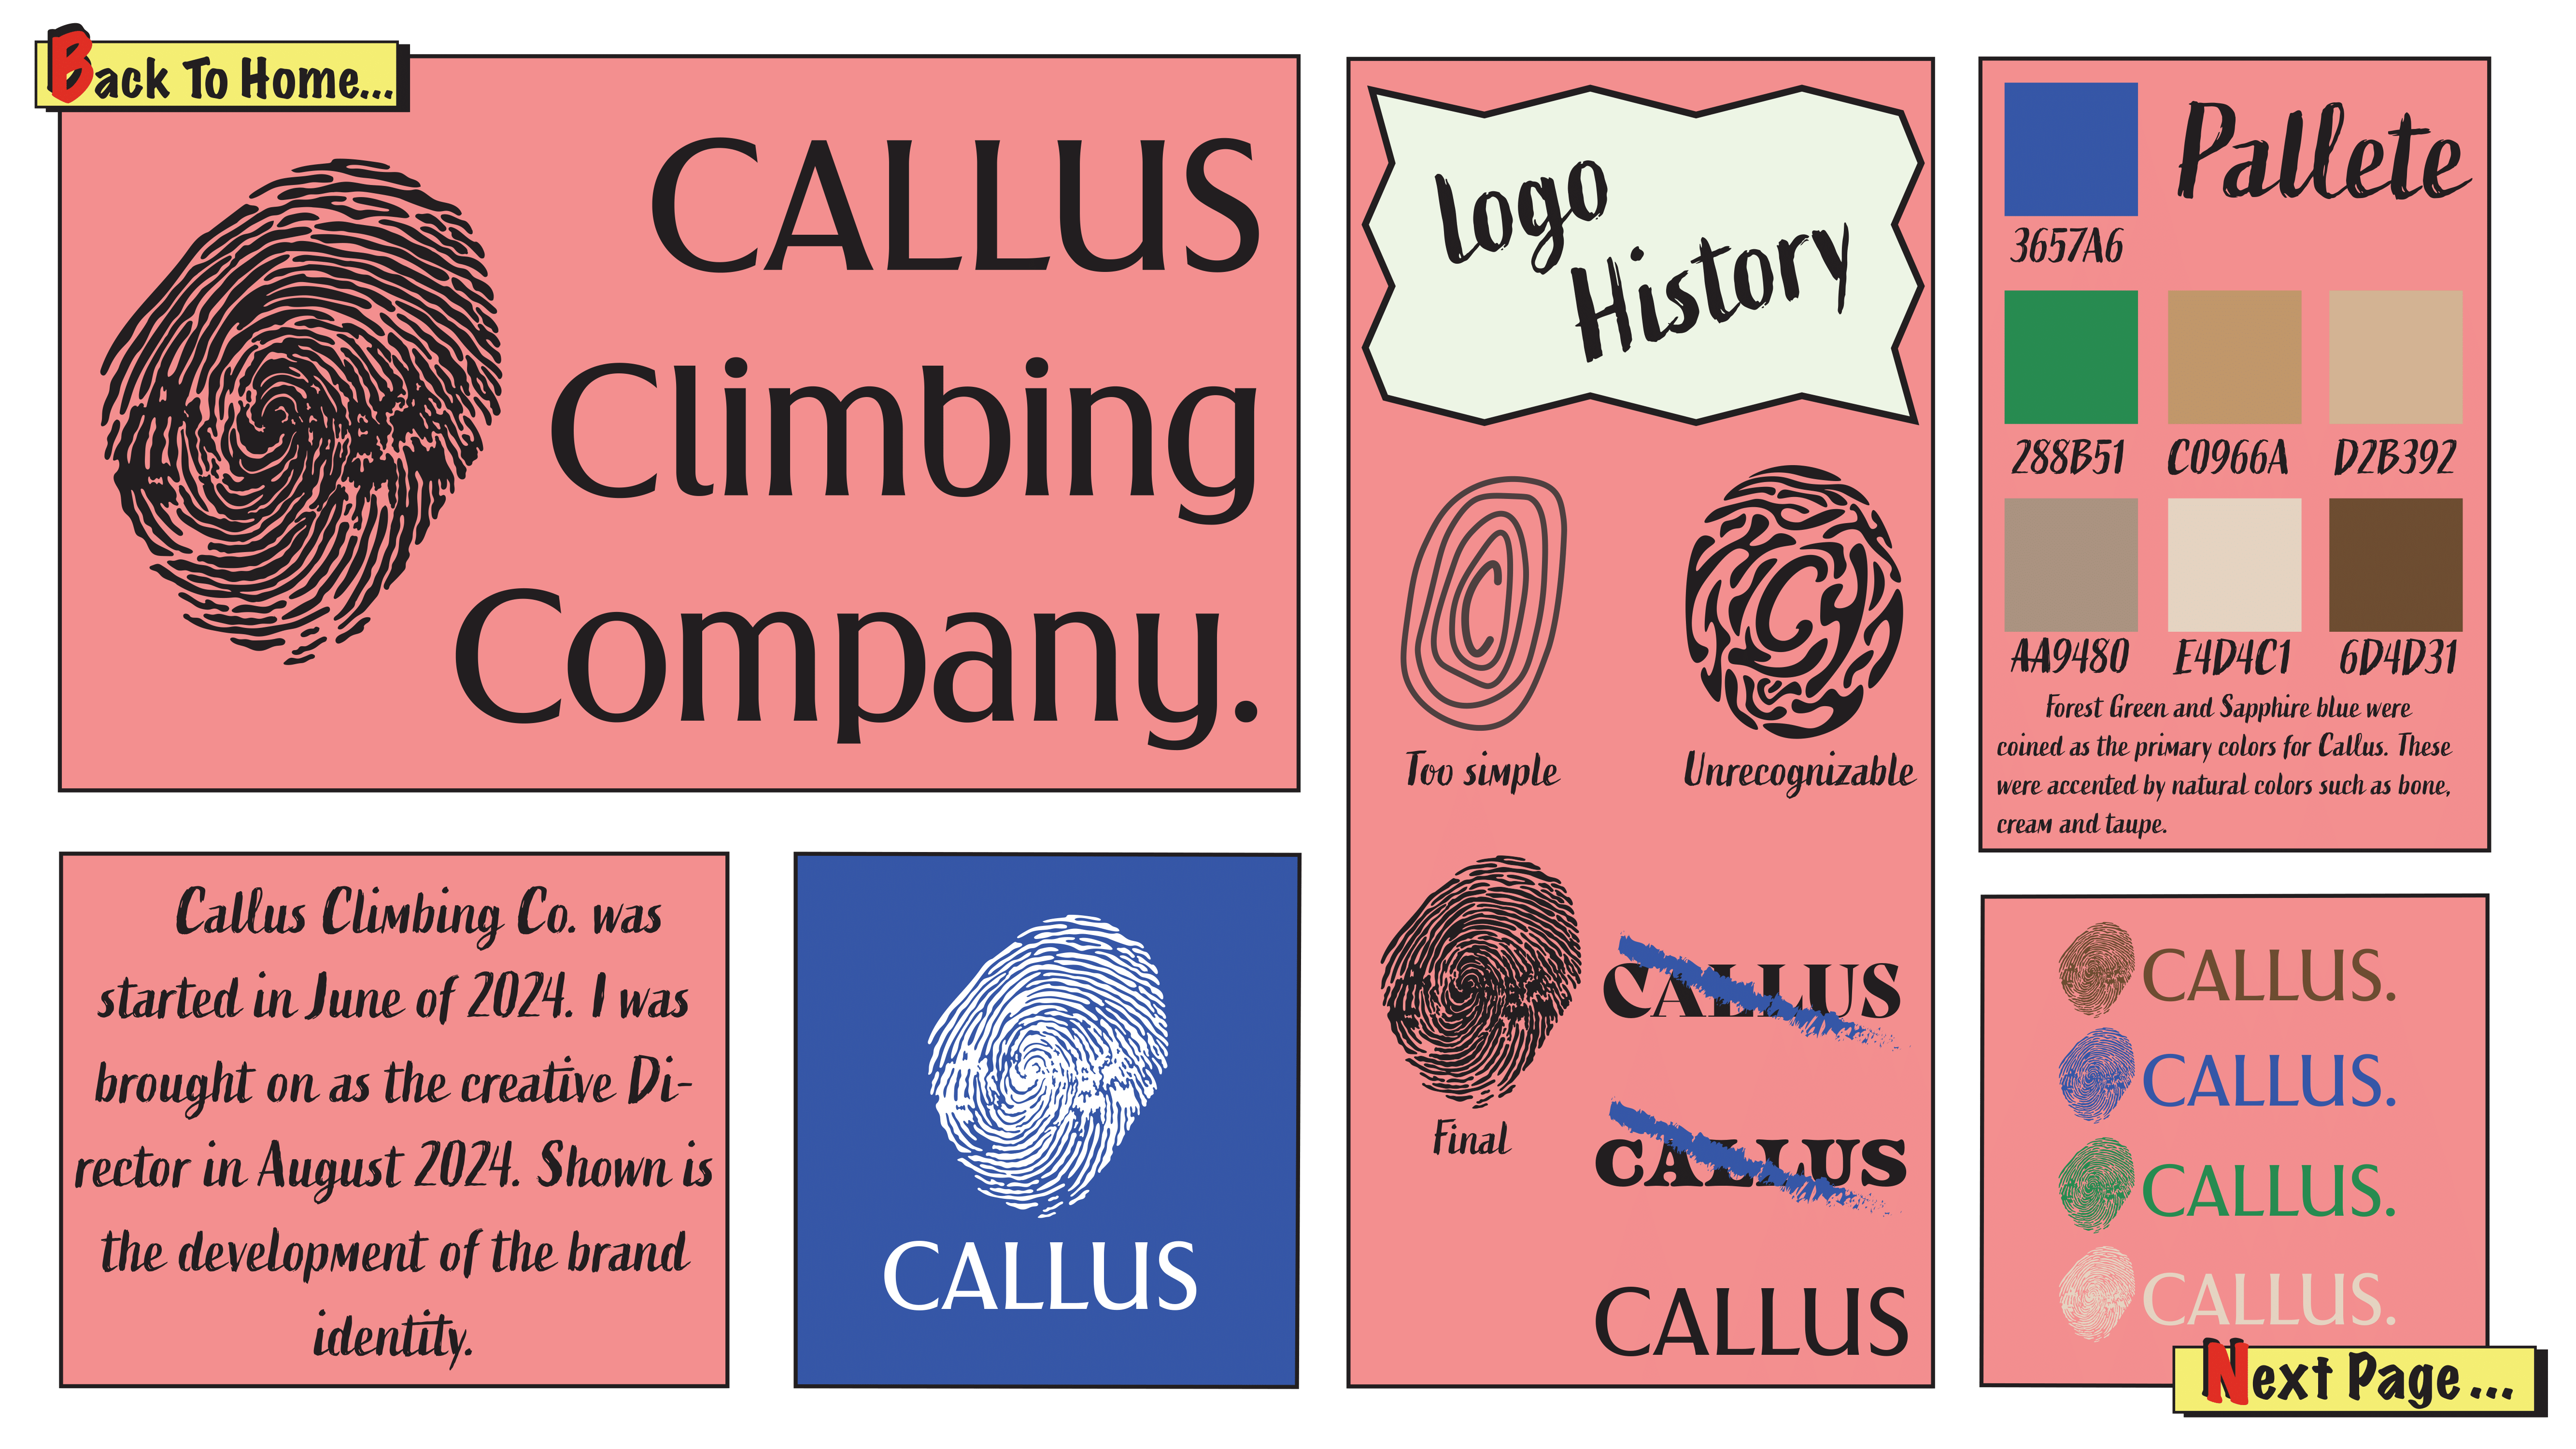 Back To Home...
CALLUS
Climbing
Company.
Callus Climbing Co. was
started in June of 2024. I was
brought on as the creative Di-
rector in August 2024. Shown is
the development of the brand
identity.
CALLUS
Logo
History
Too simple
Unrecognizable
Final
CALLUS
CALLUS
CALLUS
Pallete
3657A6
288B51 C0966A D2B392
AA9480 E4D4C1 6D4D31
Forest Green and Sapphire blue were
coined as the primary colors for Callus. These
were accented by natural colors such as bone,
cream and taupe.
CALLUS.
CALLUS.
CALLUS.
CALLUS.
Next Page...